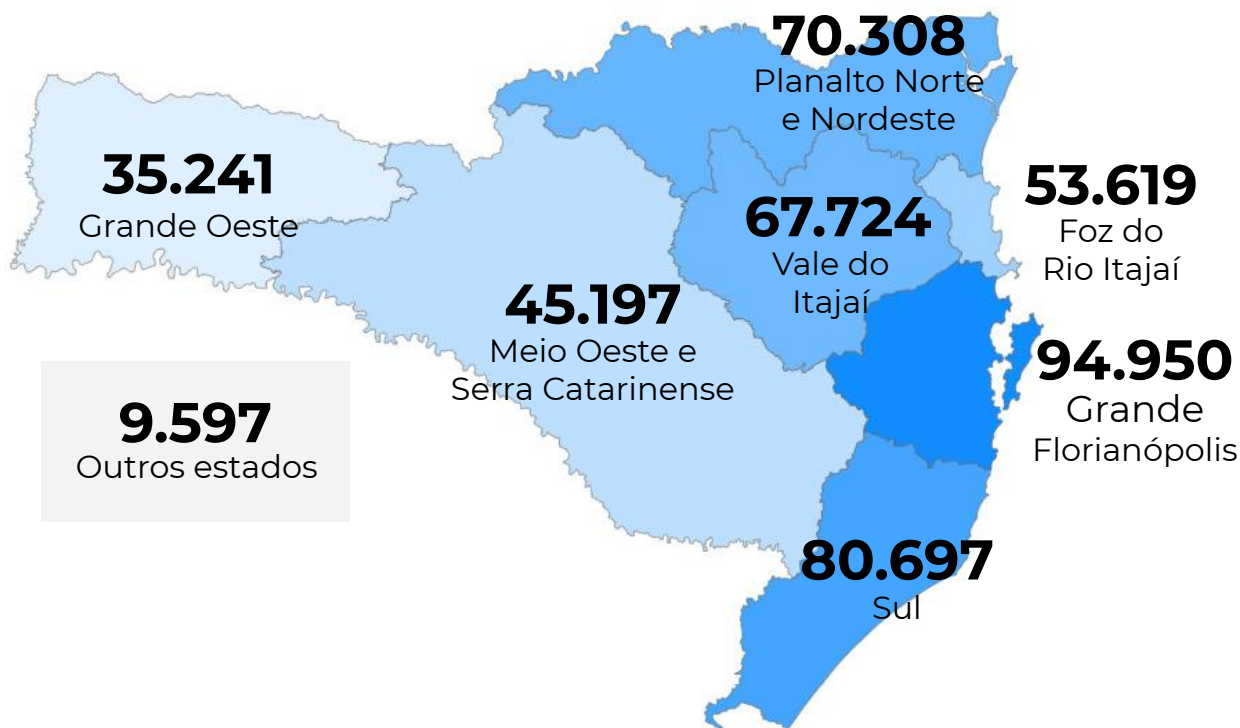 70.308
Planalto Norte
e Nordeste
35.241
Grande Oeste
53.619
Foz do
Rio Itajaí
67.724
Vale do
Itajaí
45.197
Meio Oeste e
Serra Catarinense
94.950
Grande
Florianópolis
9.597
Outros estados
80.697
Sul